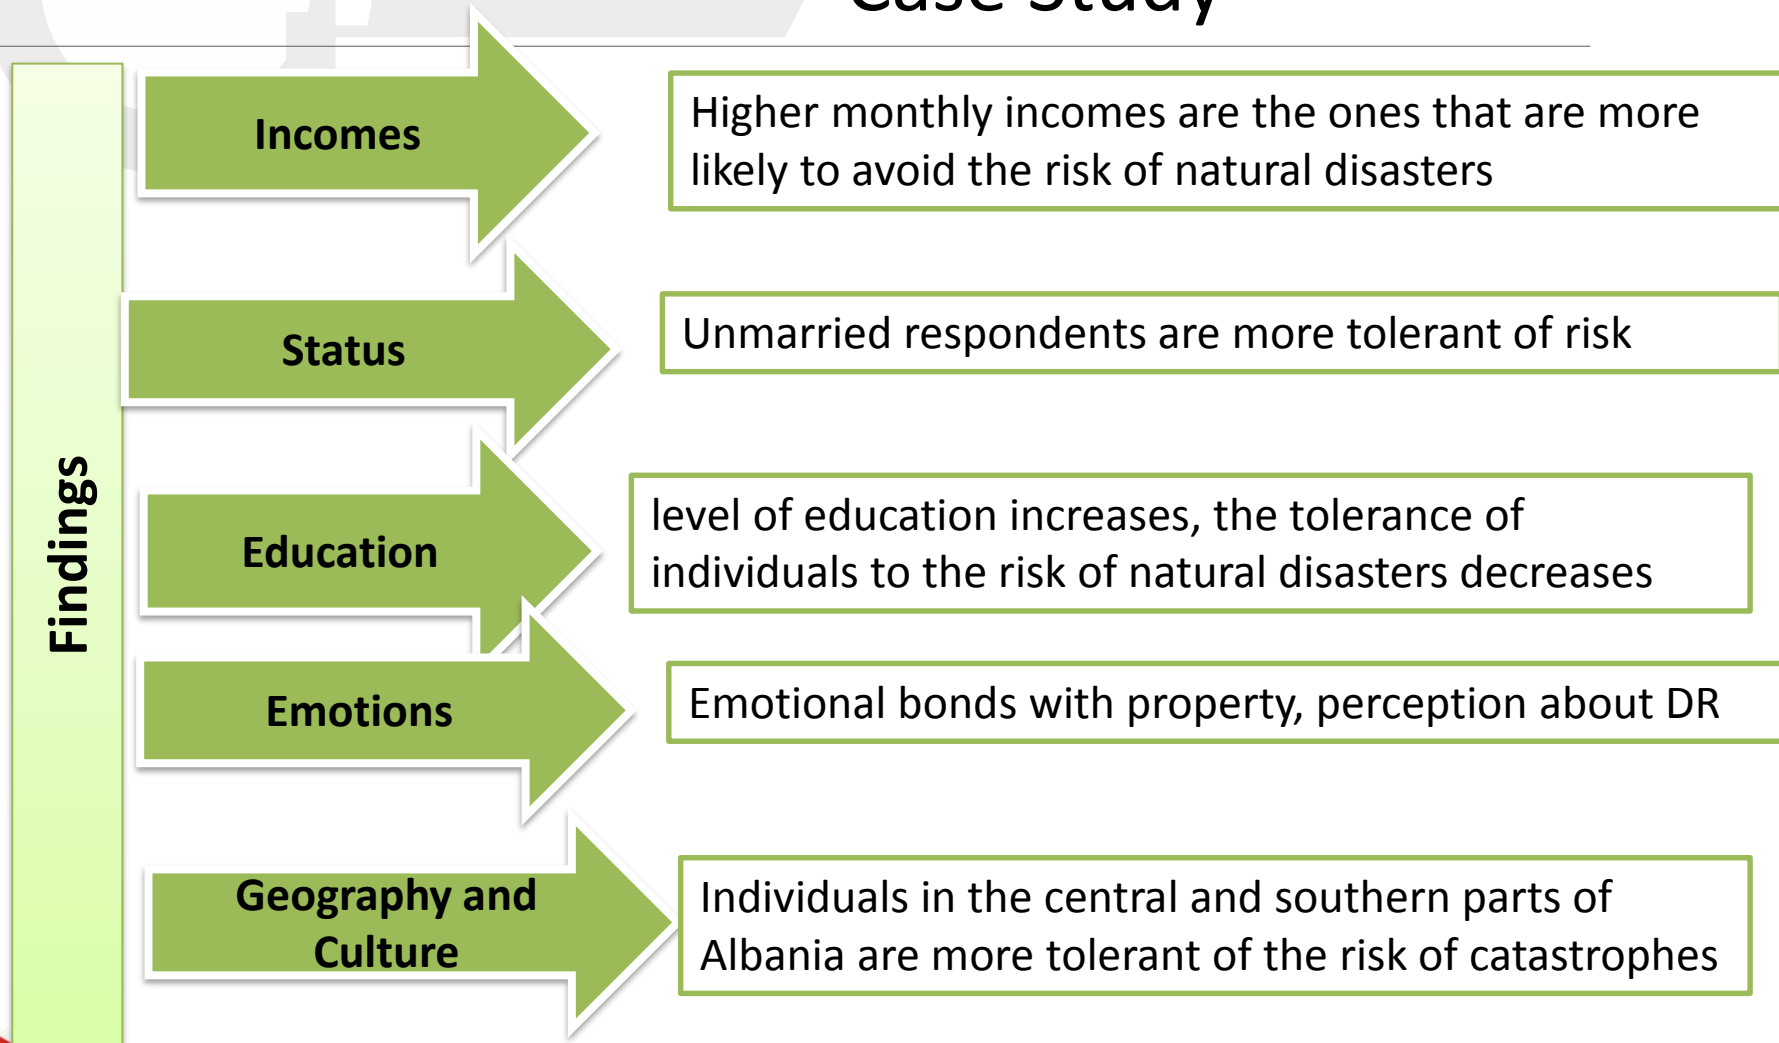 Case Study
Findings
Incomes
Higher monthly incomes are the ones that are more
likely to avoid the risk of natural disasters
Status
Unmarried respondents are more tolerant of risk
Education
level of education increases, the tolerance of
individuals to the risk of natural disasters decreases
Emotions
Emotional bonds with property, perception about DR
Geography and
Culture
Individuals in the central and southern parts of
Albania are more tolerant of the risk of catastrophes